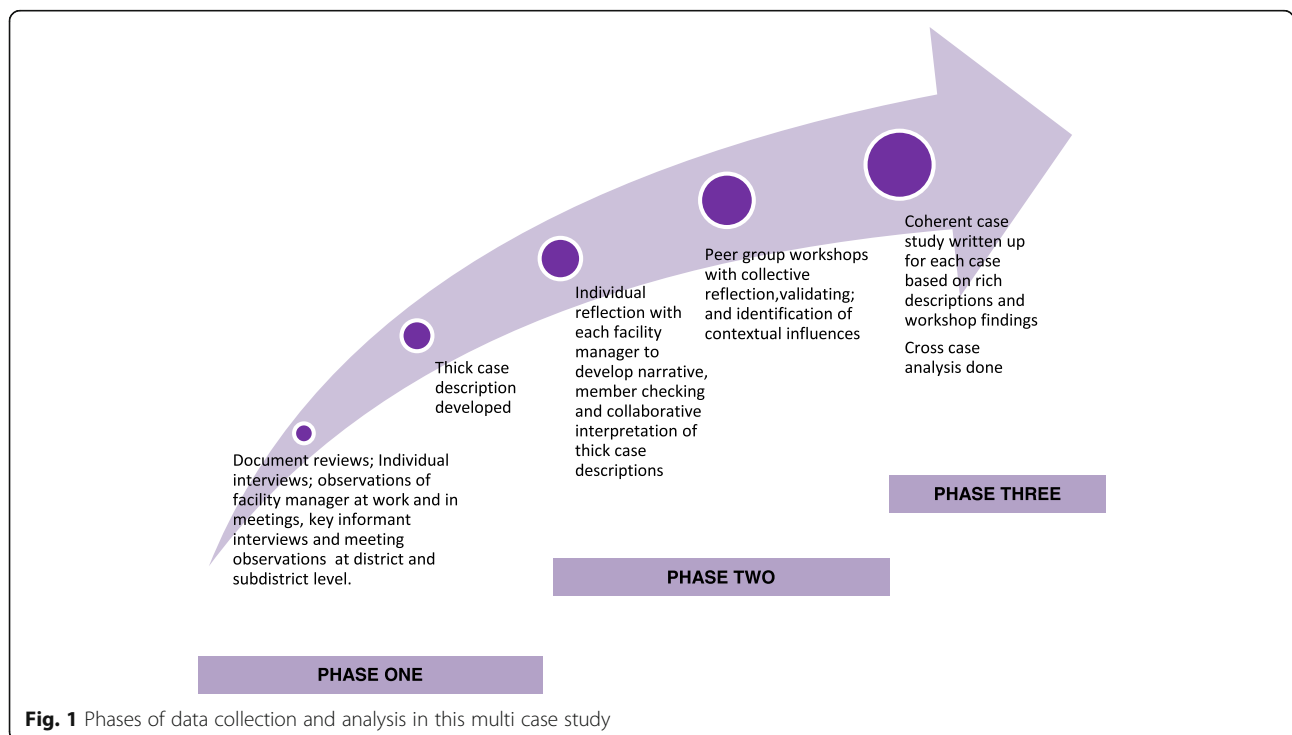 Document reviews; Individual
interviews; observations of
facility manager at work and in
meetings, key informant
interviews and meeting
observations at district and
subdistrict level.
Thick case
description
developed
Individual
reflection with
each facility
manager to
develop narrative,
member checking
and collaborative
interpretation of
thick case
descriptions
Peer group workshops
with collective
reflection,validating;
and identification of
contextual influences
Coherent case
study written up
for each case
based on rich
descriptions and
workshop findings
Cross case
analysis done
PHASE ONE
PHASE TWO
PHASE THREE
Fig. 1 Phases of data collection and analysis in this multi case study